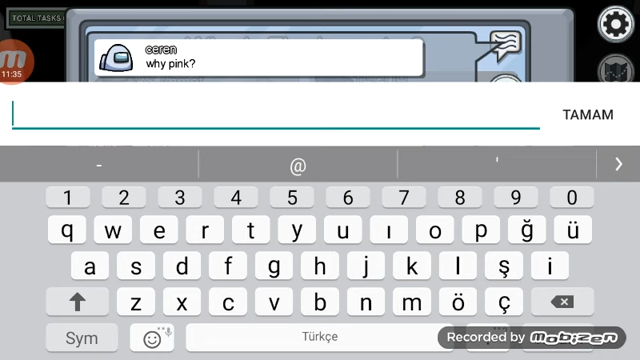 TOTAL TASKS
ceren
why pink?
11:35
TAMAM
- @ '
1 2 3 4 5 6 7 8 9 0
q w e r t y u ı o p ğ ü
a s d f g h j k l ş i
z x c v b n m ö ç
Sym Türkçe
Recorded by Mobizen